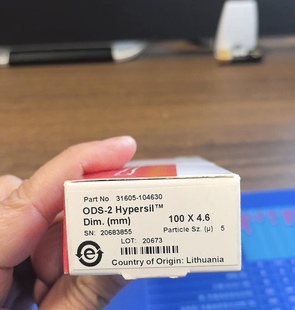 Part No 31605-104630
ODS-2 Hypersil™
Dim. (mm) 100 X 4.6
SN: 20683855 Particle Sz. (µ) 5
LOT: 20673
e
Country of Origin: Lithuania